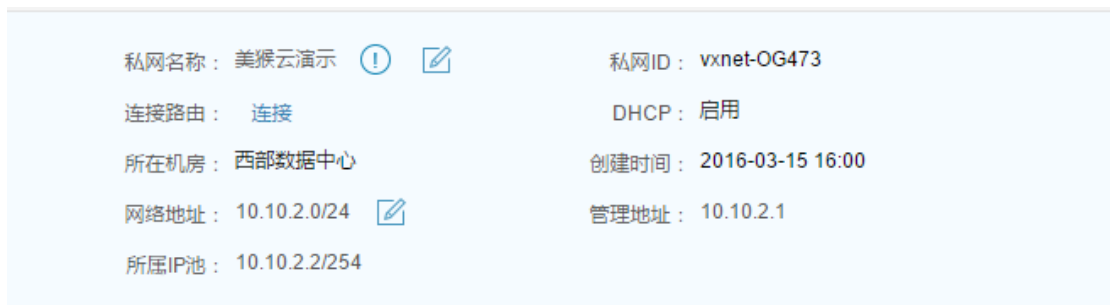 私网名称： 美猴云演示 私网ID： vxnet-OG473
连接路由： 连接 DHCP： 启用
所在机房： 西部数据中心 创建时间： 2016-03-15 16:00
网络地址： 10.10.2.0/24 管理地址： 10.10.2.1
所属IP池： 10.10.2.2/254